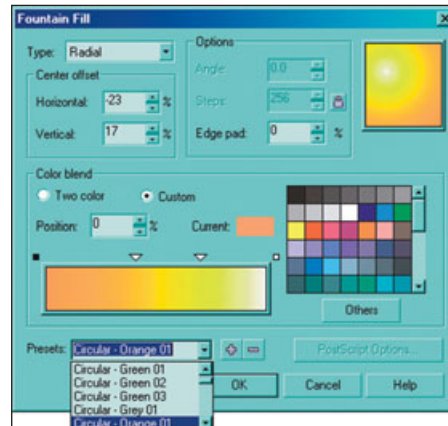 Fountain Fill
Type: Radial
Options
Angle: 0.0
Steps: 256
Edge pad: 0 %
Center offset
Horizontal: -23 %
Vertical: 17 %
Color blend
Two color Custom
Position: 0 % Current:
Others
Presets: Circular - Orange 01
PostScript Options...
Circular - Green 01
Circular - Green 02
Circular - Green 03
Circular - Grey 01
Circular - Orange 01
OK Cancel Help